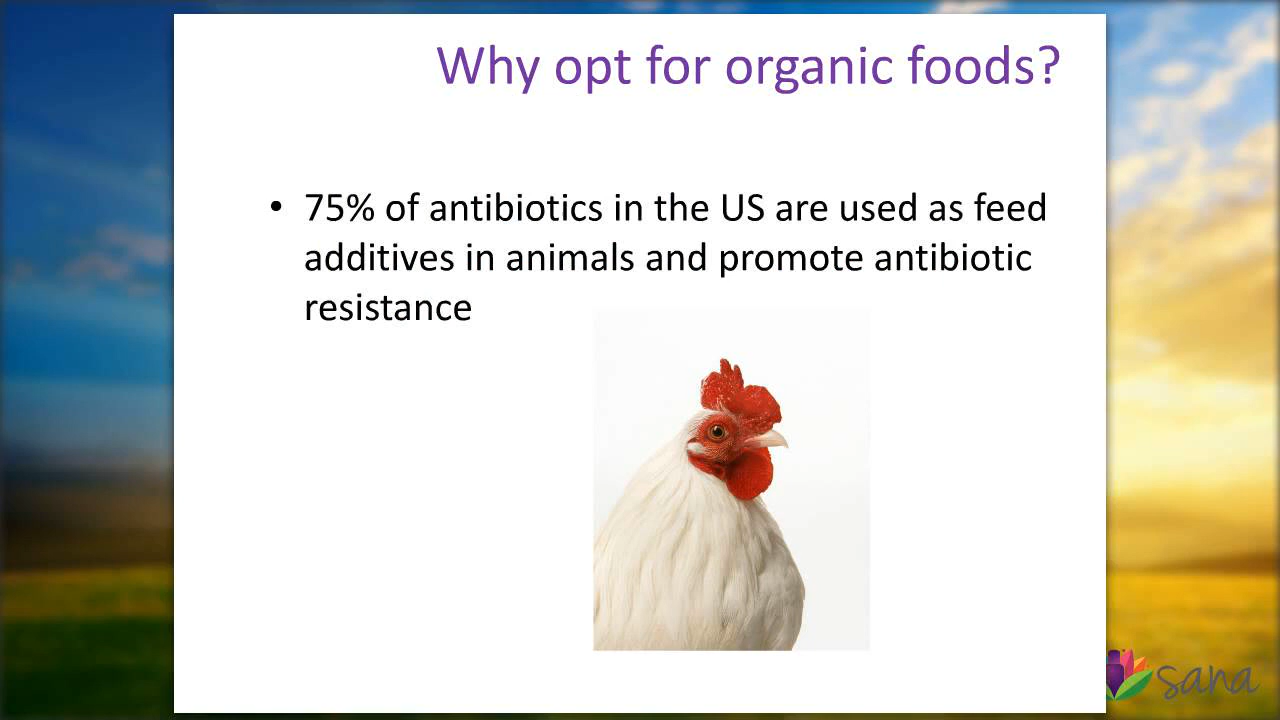 Why opt for organic foods?
• 75% of antibiotics in the US are used as feed
additives in animals and promote antibiotic
resistance
sana